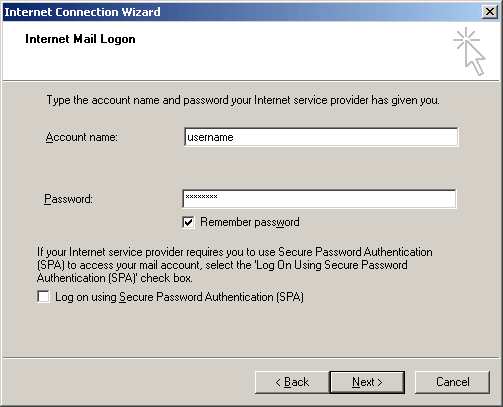 Internet Connection Wizard
Internet Mail Logon
Type the account name and password your Internet service provider has given you.
Account name:
username
Password:
********
Remember password
If your Internet service provider requires you to use Secure Password Authentication
(SPA) to access your mail account, select the 'Log On Using Secure Password
Authentication (SPA)' check box.
Log on using Secure Password Authentication (SPA)
< Back
Next >
Cancel